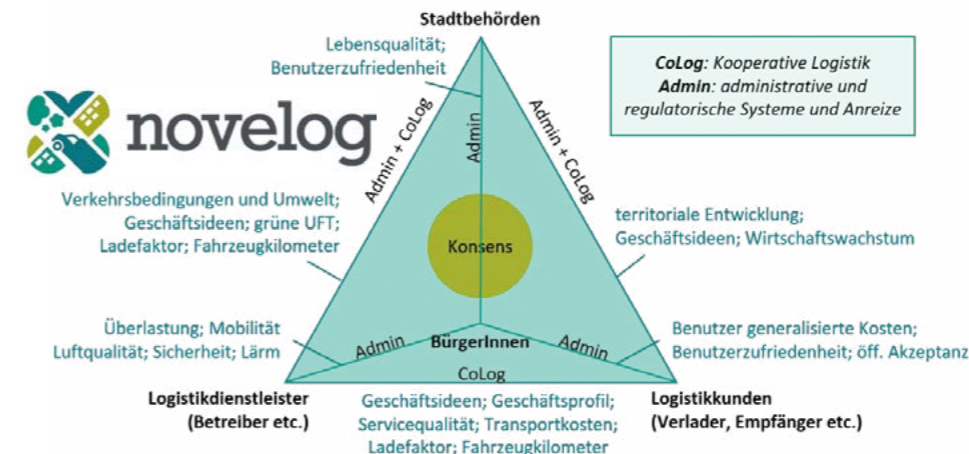 Stadtbehörden
Lebensqualität;
Benutzerzufriedenheit
CoLog: Kooperative Logistik
Admin: administrative und
regulatorische Systeme und Anreize
novelog
Admin + CoLog
Admin
Admin + CoLog
Verkehrsbedingungen und Umwelt;
Geschäftsideen; grüne UFT;
Ladefaktor; Fahrzeugkilometer
Konsens
territoriale Entwicklung;
Geschäftsideen; Wirtschaftswachstum
Überlastung; Mobilität
Luftqualität; Sicherheit; Lärm
Admin
BürgerInnen
Admin
Benutzer generalisierte Kosten;
Benutzerzufriedenheit; öff. Akzeptanz
CoLog
Logistikdienstleister
(Betreiber etc.)
Geschäftsideen; Geschäftsprofil;
Servicequalität; Transportkosten;
Ladefaktor; Fahrzeugkilometer
Logistikkunden
(Verlader, Empfänger etc.)